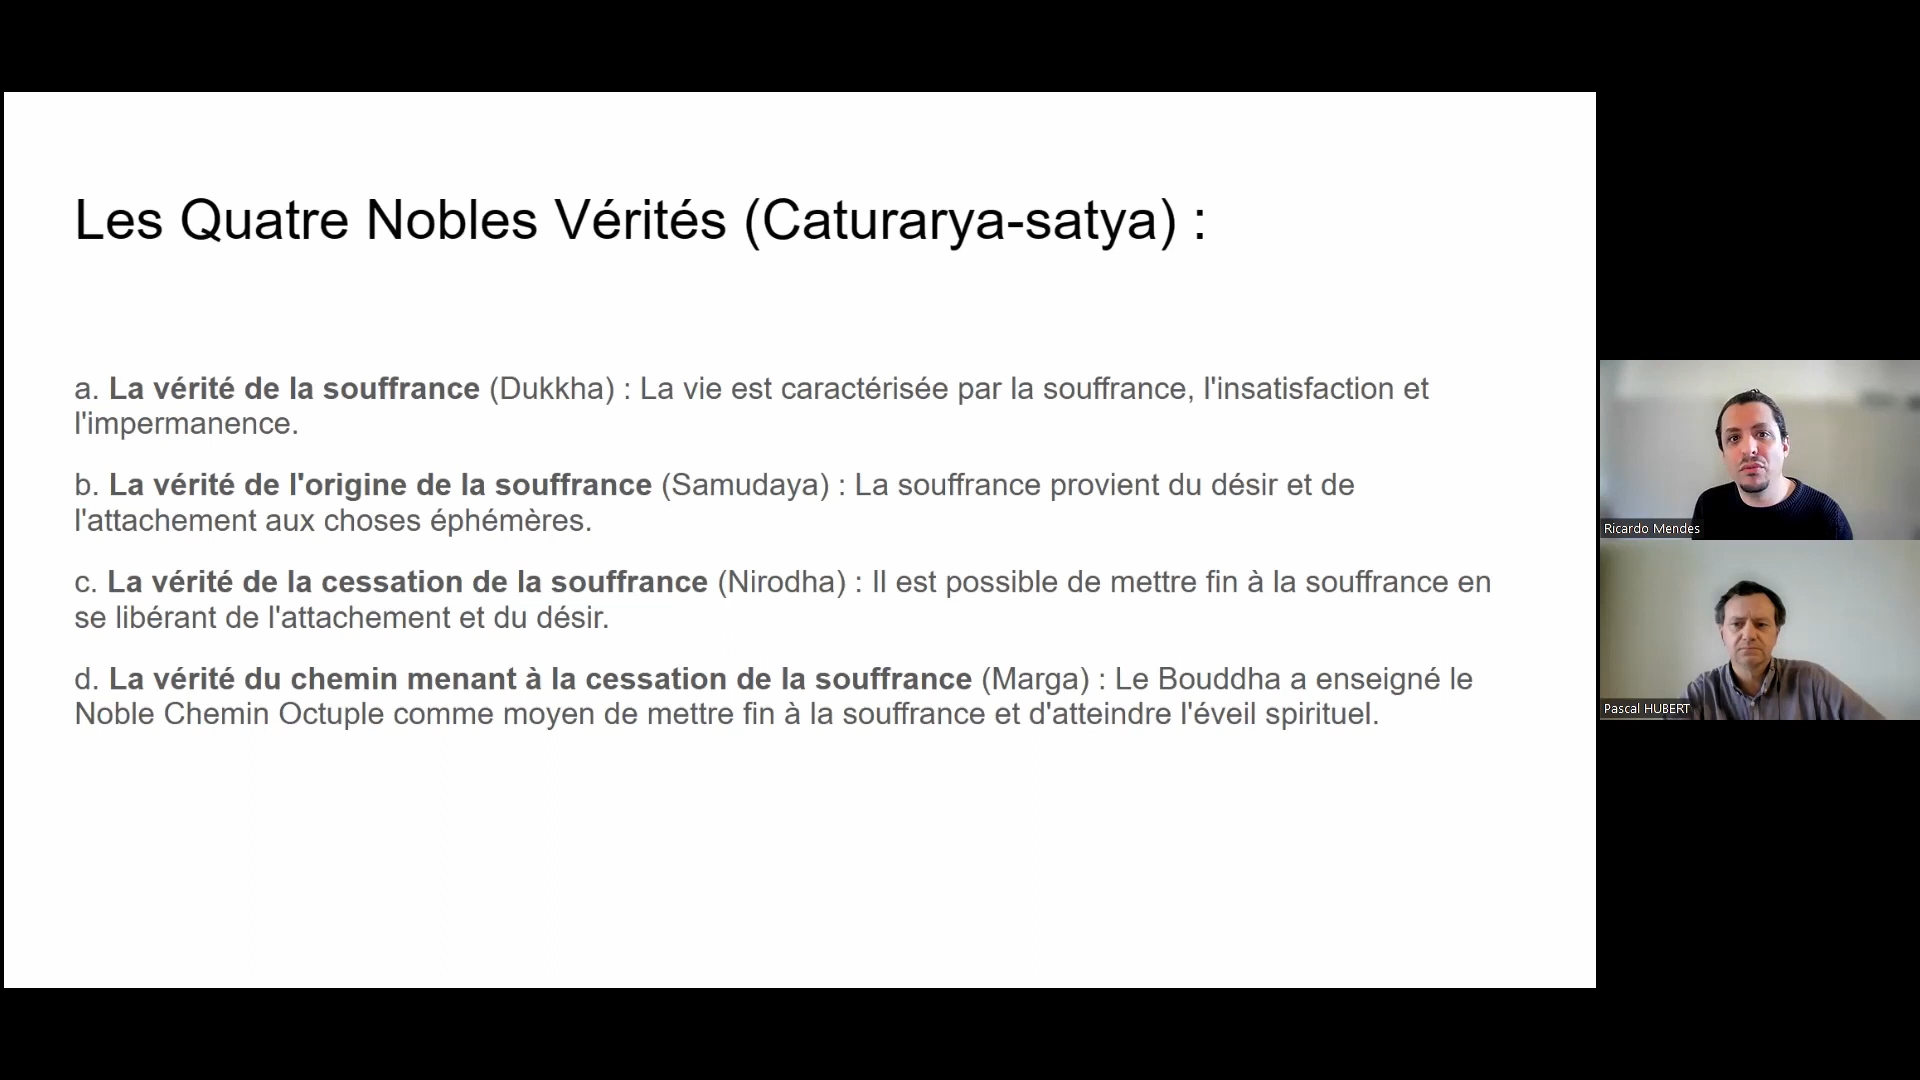 Les Quatre Nobles Vérités (Caturarya-satya) :
a. La vérité de la souffrance (Dukkha) : La vie est caractérisée par la souffrance, l'insatisfaction et
l'impermanence.
b. La vérité de l'origine de la souffrance (Samudaya) : La souffrance provient du désir et de
l'attachement aux choses éphémères.
c. La vérité de la cessation de la souffrance (Nirodha) : Il est possible de mettre fin à la souffrance en
se libérant de l'attachement et du désir.
d. La vérité du chemin menant à la cessation de la souffrance (Marga) : Le Bouddha a enseigné le
Noble Chemin Octuple comme moyen de mettre fin à la souffrance et d'atteindre l'éveil spirituel.
Ricardo Mendes
Pascal HUBERT